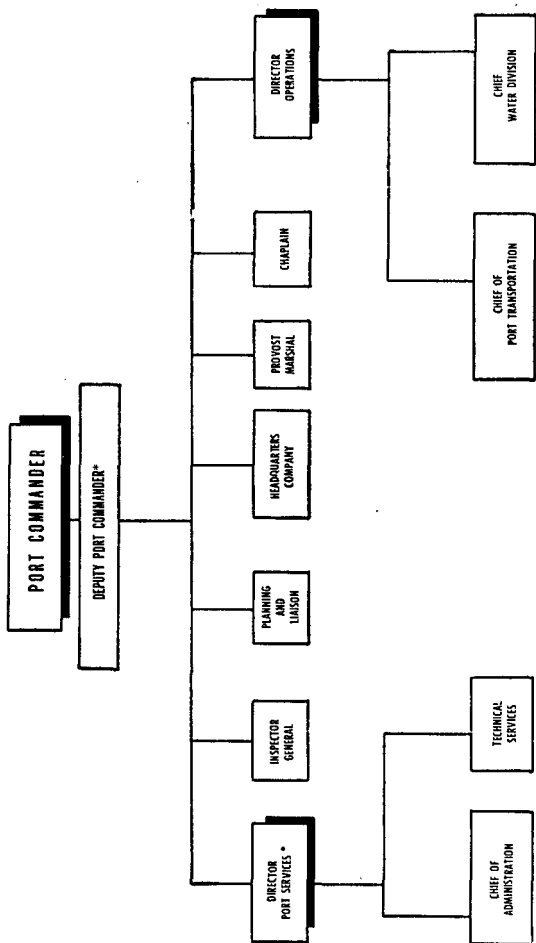 PORT COMMANDER
DEPUTY PORT COMMANDER*
DIRECTOR
PORT SERVICES*
INSPECTOR
GENERAL
PLANNING
AND
LIAISON
HEADQUARTERS
COMPANY
PROVOST
MARSHAL
CHAPLAIN
DIRECTOR
OPERATIONS
CHIEF OF
ADMINISTRATION
TECHNICAL
SERVICES
CHIEF OF
PORT TRANSPORTATION
CHIEF
WATER DIVISION